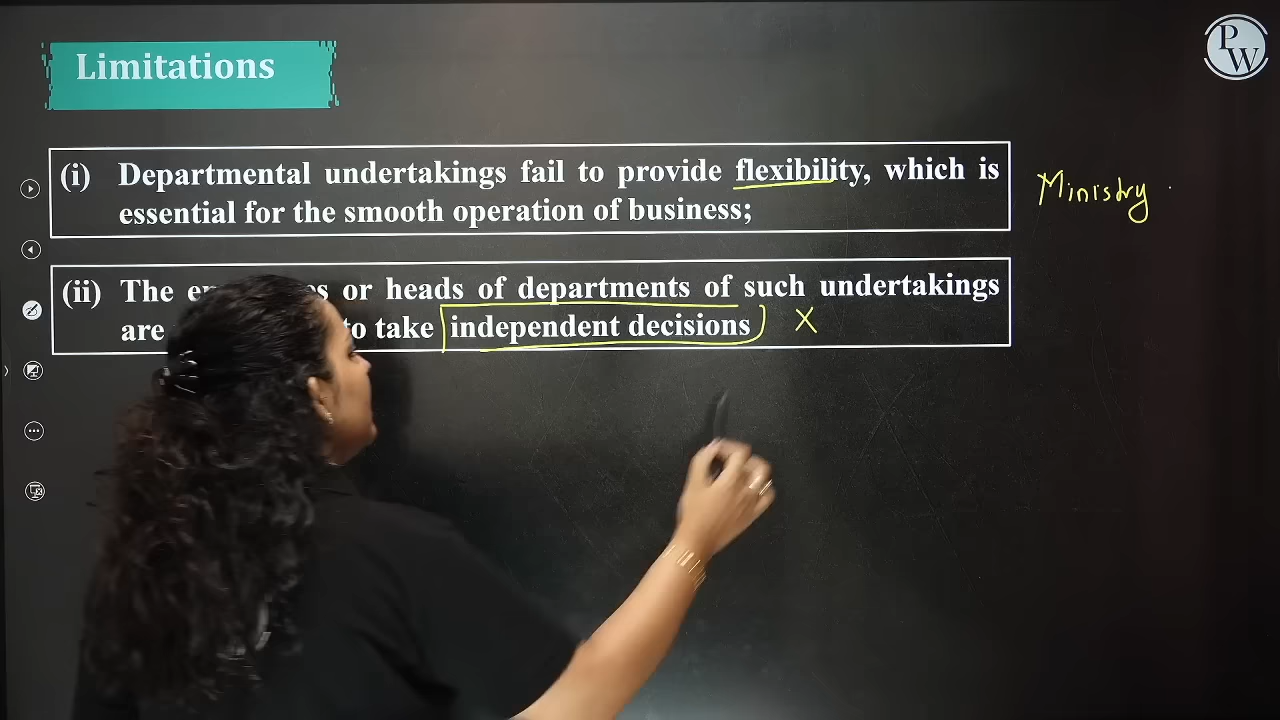 Limitations
PW
(i) Departmental undertakings fail to provide flexibility, which is
essential for the smooth operation of business;
Ministry
(ii) The or heads of departments of such undertakings
are to take independent decisions X